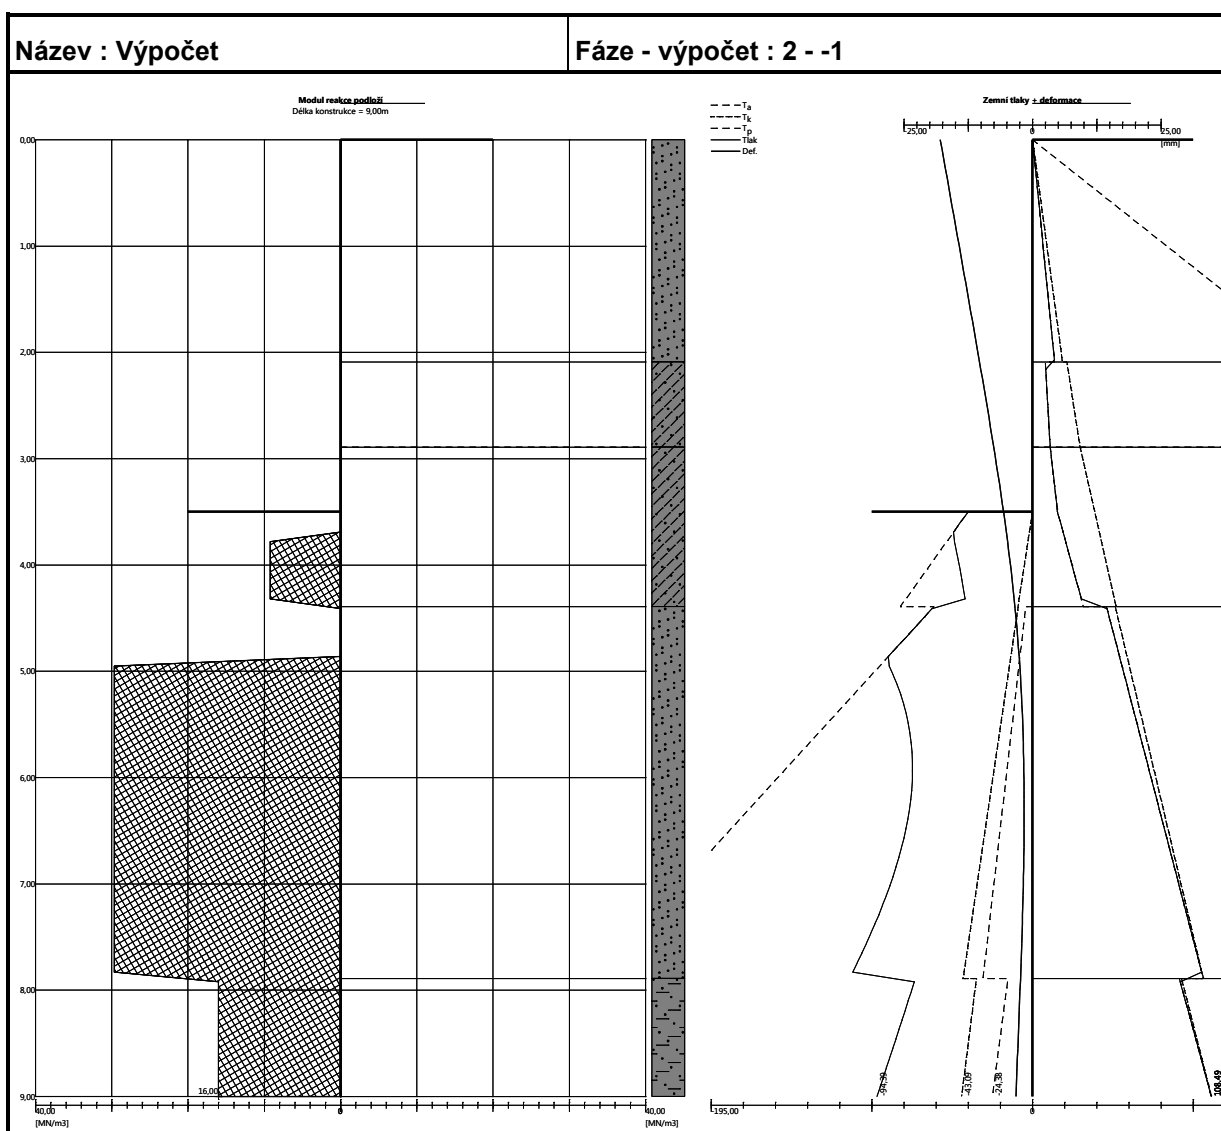 Název : Výpočet
Fáze - výpočet : 2 - -1
Modul reakce podloží
Délka konstrukce = 9,00m
Ta
Tk
Tp
Tlak
Def.
Zemní tlaky + deformace
-25,00
0
25,00
[mm]
0,00
1,00
2,00
3,00
4,00
5,00
6,00
7,00
8,00
9,00
16,00
-94,39
-43,09
-24,38
108,49
40,00
0
40,00
-195,00
0
[MN/m3]
[MN/m3]